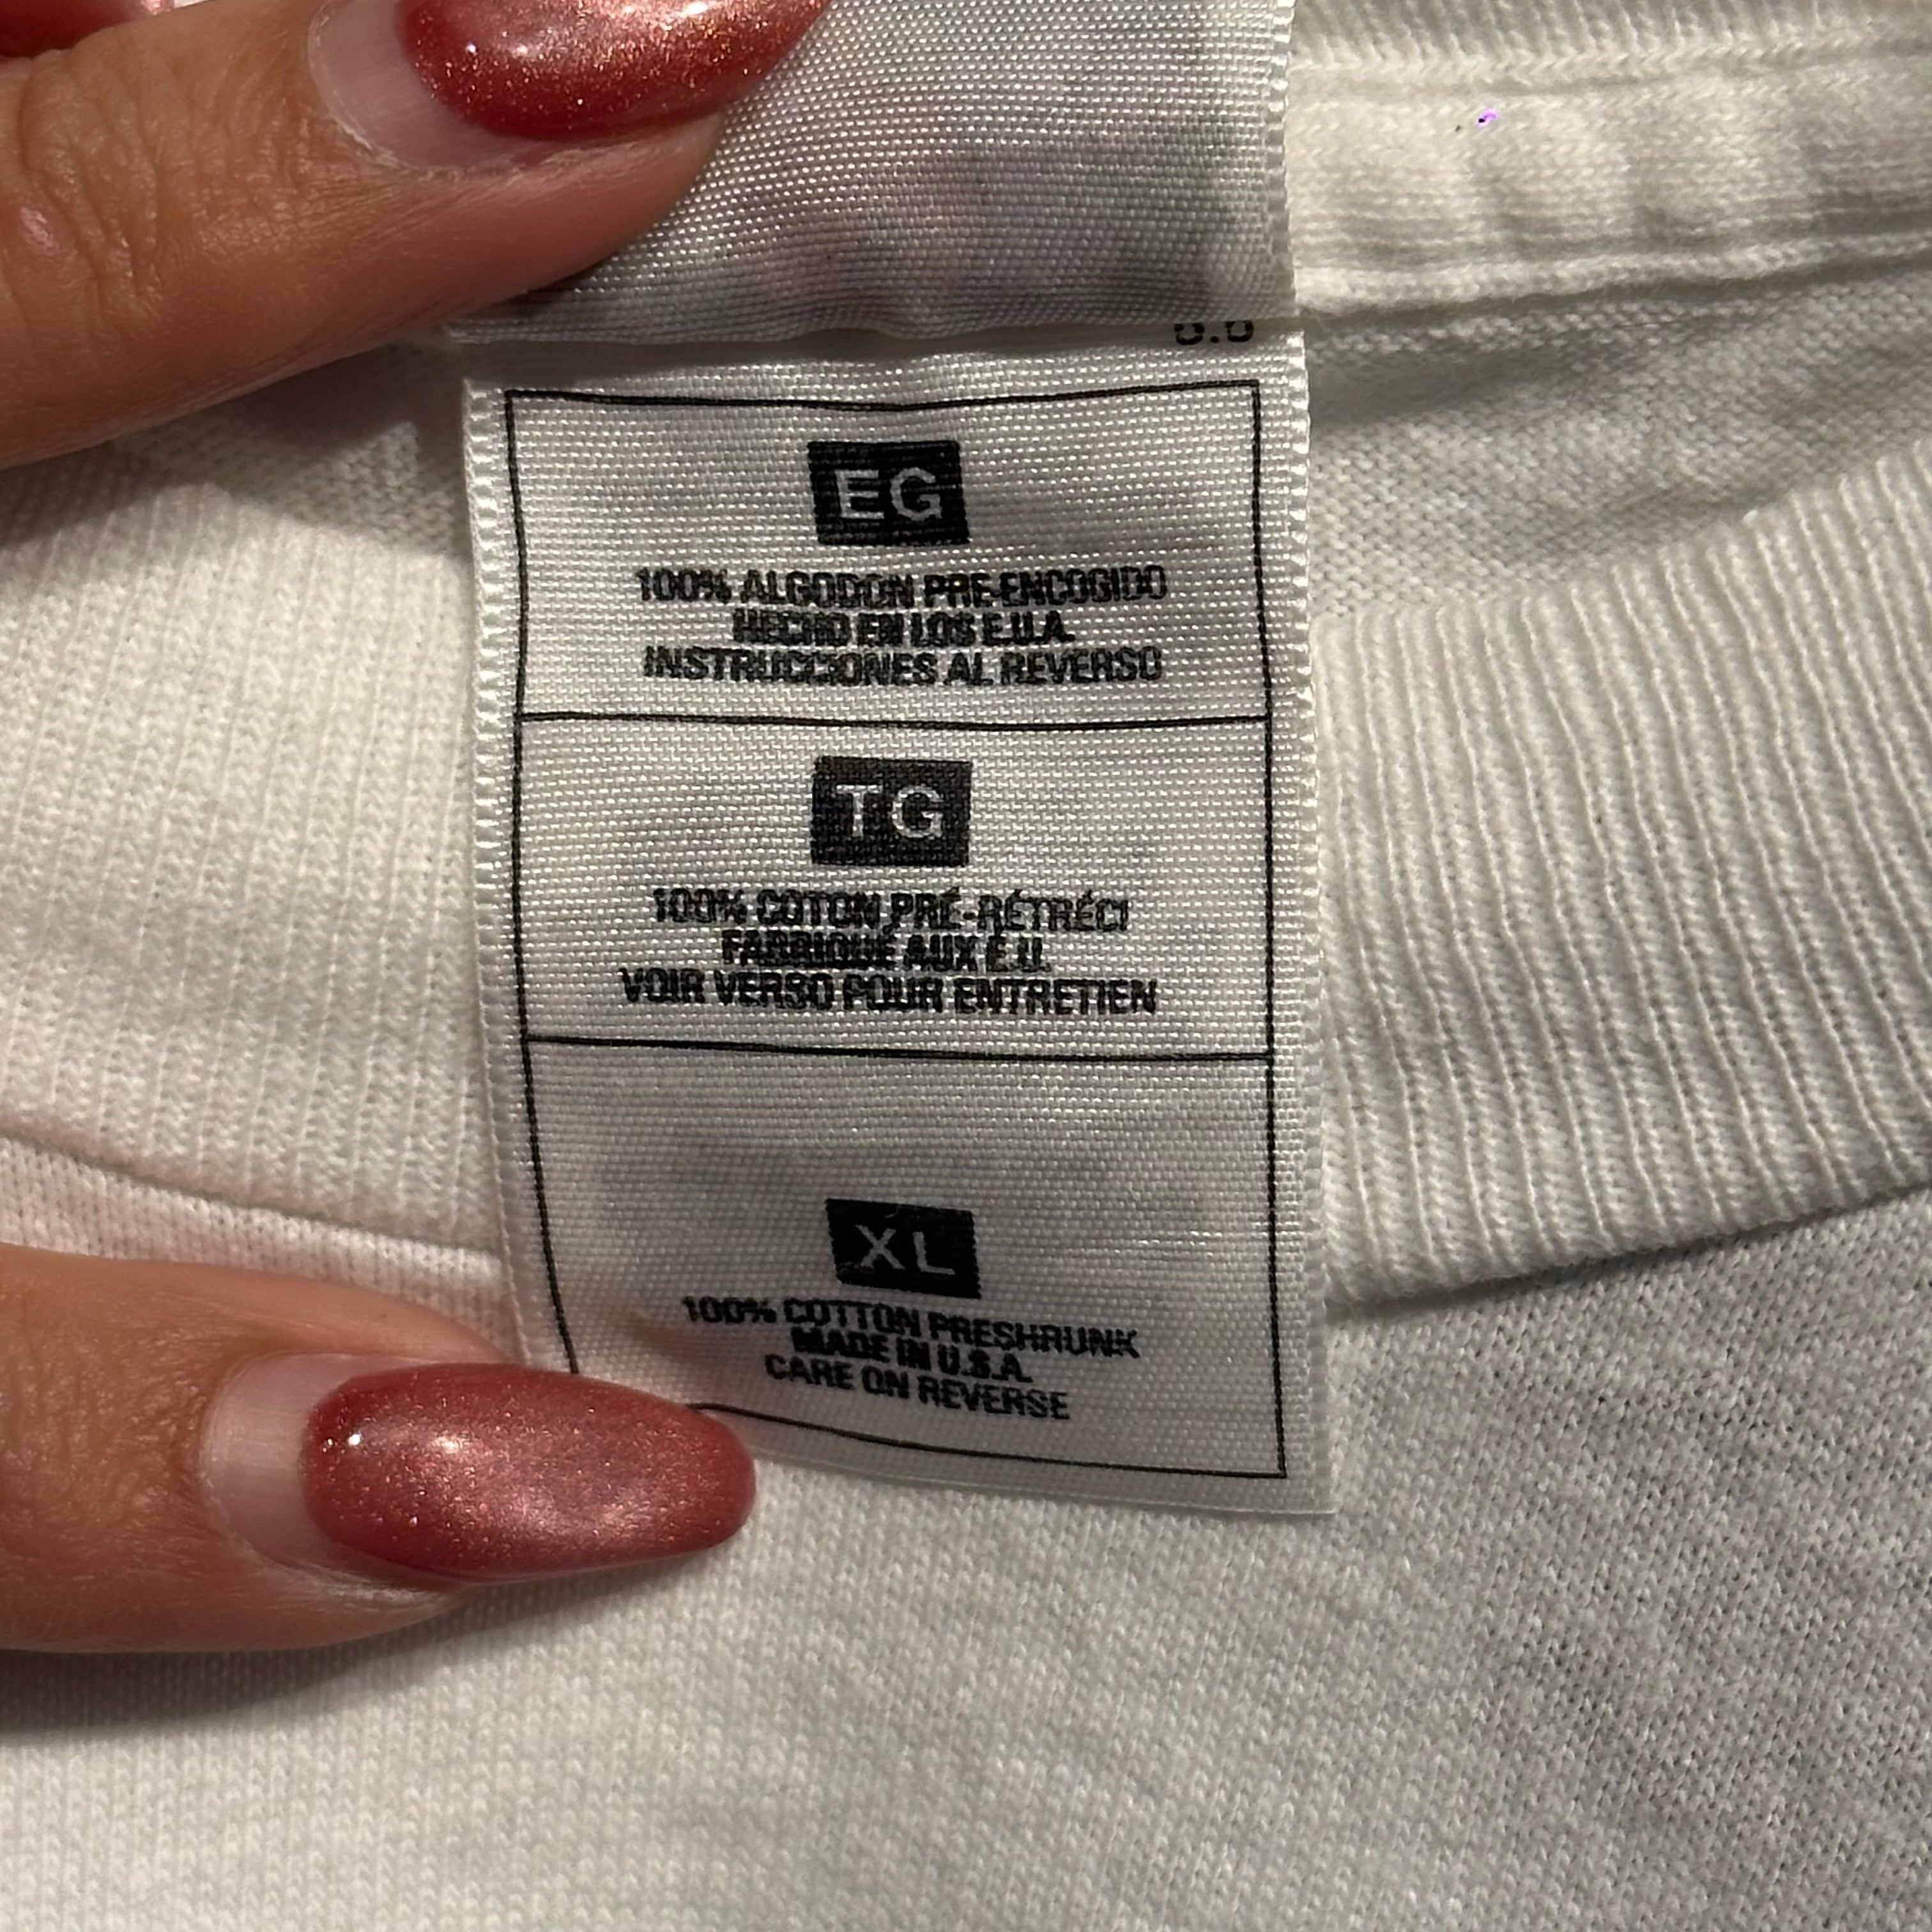 EG
100% ALGODON PRE-ENCOGIDO
HECHO EN LOS E.U.A.
INSTRUCCIONES AL REVERSO
TG
100% COTON PRÉ-RÉTRÉCI
FABRIQUÉ AUX É.U.
VOIR VERSO POUR ENTRETIEN
XL
100% COTTON PRESHRUNK
MADE IN U.S.A.
CARE ON REVERSE